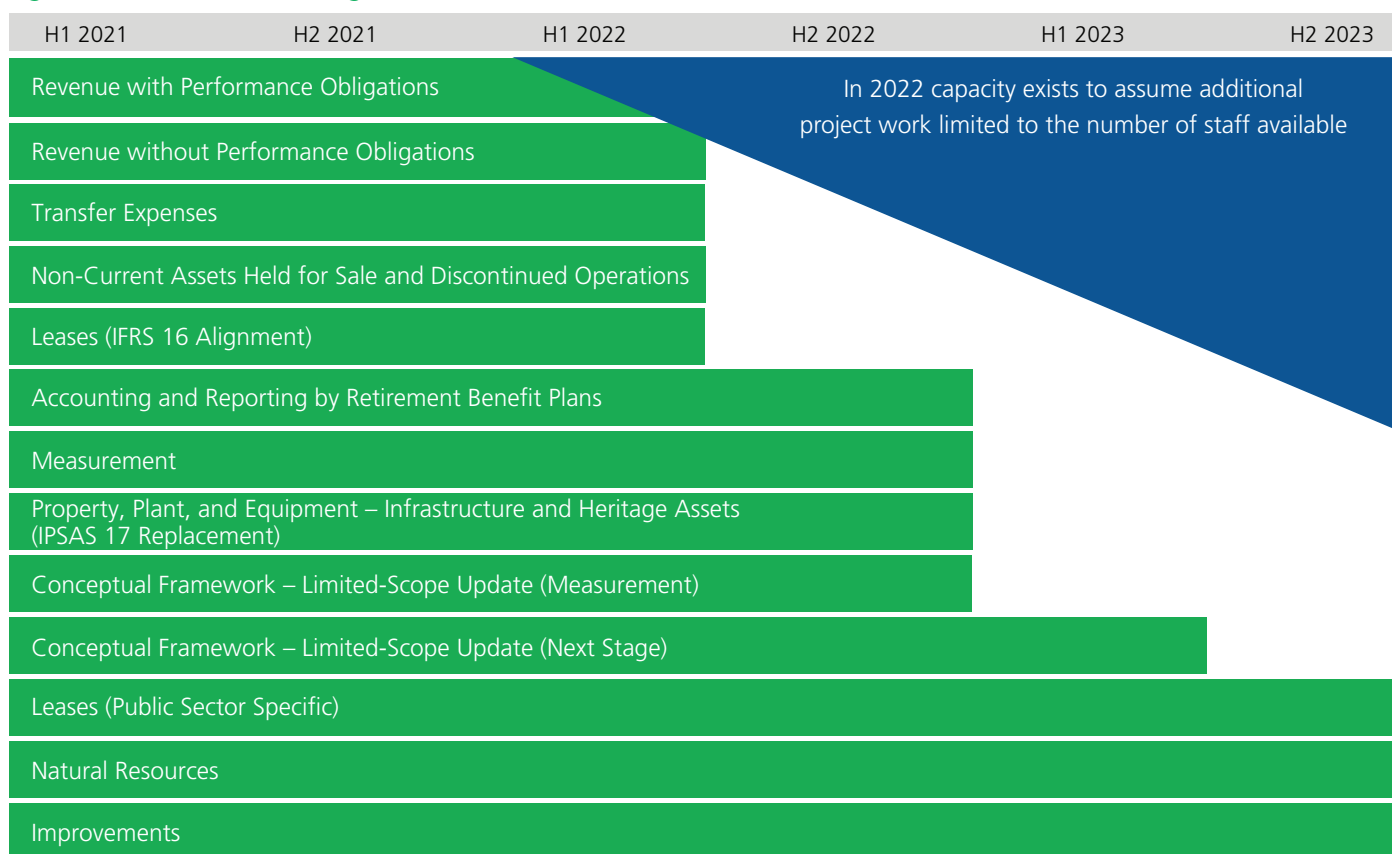 H1 2021 H2 2021 H1 2022 H2 2022 H1 2023 H2 2023
Revenue with Performance Obligations
In 2022 capacity exists to assume additional
project work limited to the number of staff available
Revenue without Performance Obligations
Transfer Expenses
Non-Current Assets Held for Sale and Discontinued Operations
Leases (IFRS 16 Alignment)
Accounting and Reporting by Retirement Benefit Plans
Measurement
Property, Plant, and Equipment – Infrastructure and Heritage Assets
(IPSAS 17 Replacement)
Conceptual Framework – Limited-Scope Update (Measurement)
Conceptual Framework – Limited-Scope Update (Next Stage)
Leases (Public Sector Specific)
Natural Resources
Improvements